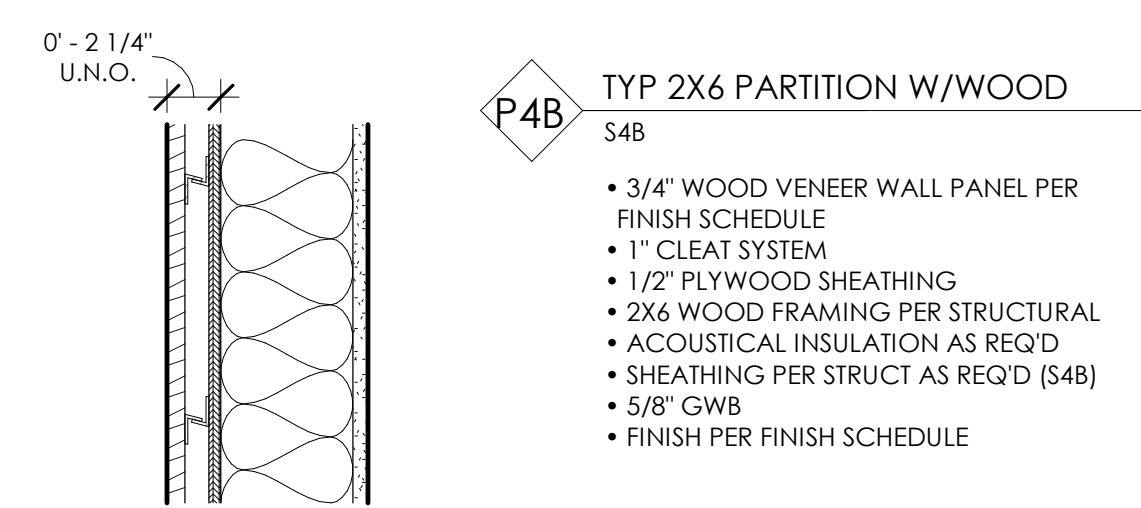 0' - 2 1/4"
U.N.O.
P4B
TYP 2X6 PARTITION W/WOOD
S4B
• 3/4" WOOD VENEER WALL PANEL PER
FINISH SCHEDULE
• 1" CLEAT SYSTEM
• 1/2" PLYWOOD SHEATHING
• 2X6 WOOD FRAMING PER STRUCTURAL
• ACOUSTICAL INSULATION AS REQ'D
• SHEATHING PER STRUCT AS REQ'D (S4B)
• 5/8" GWB
• FINISH PER FINISH SCHEDULE